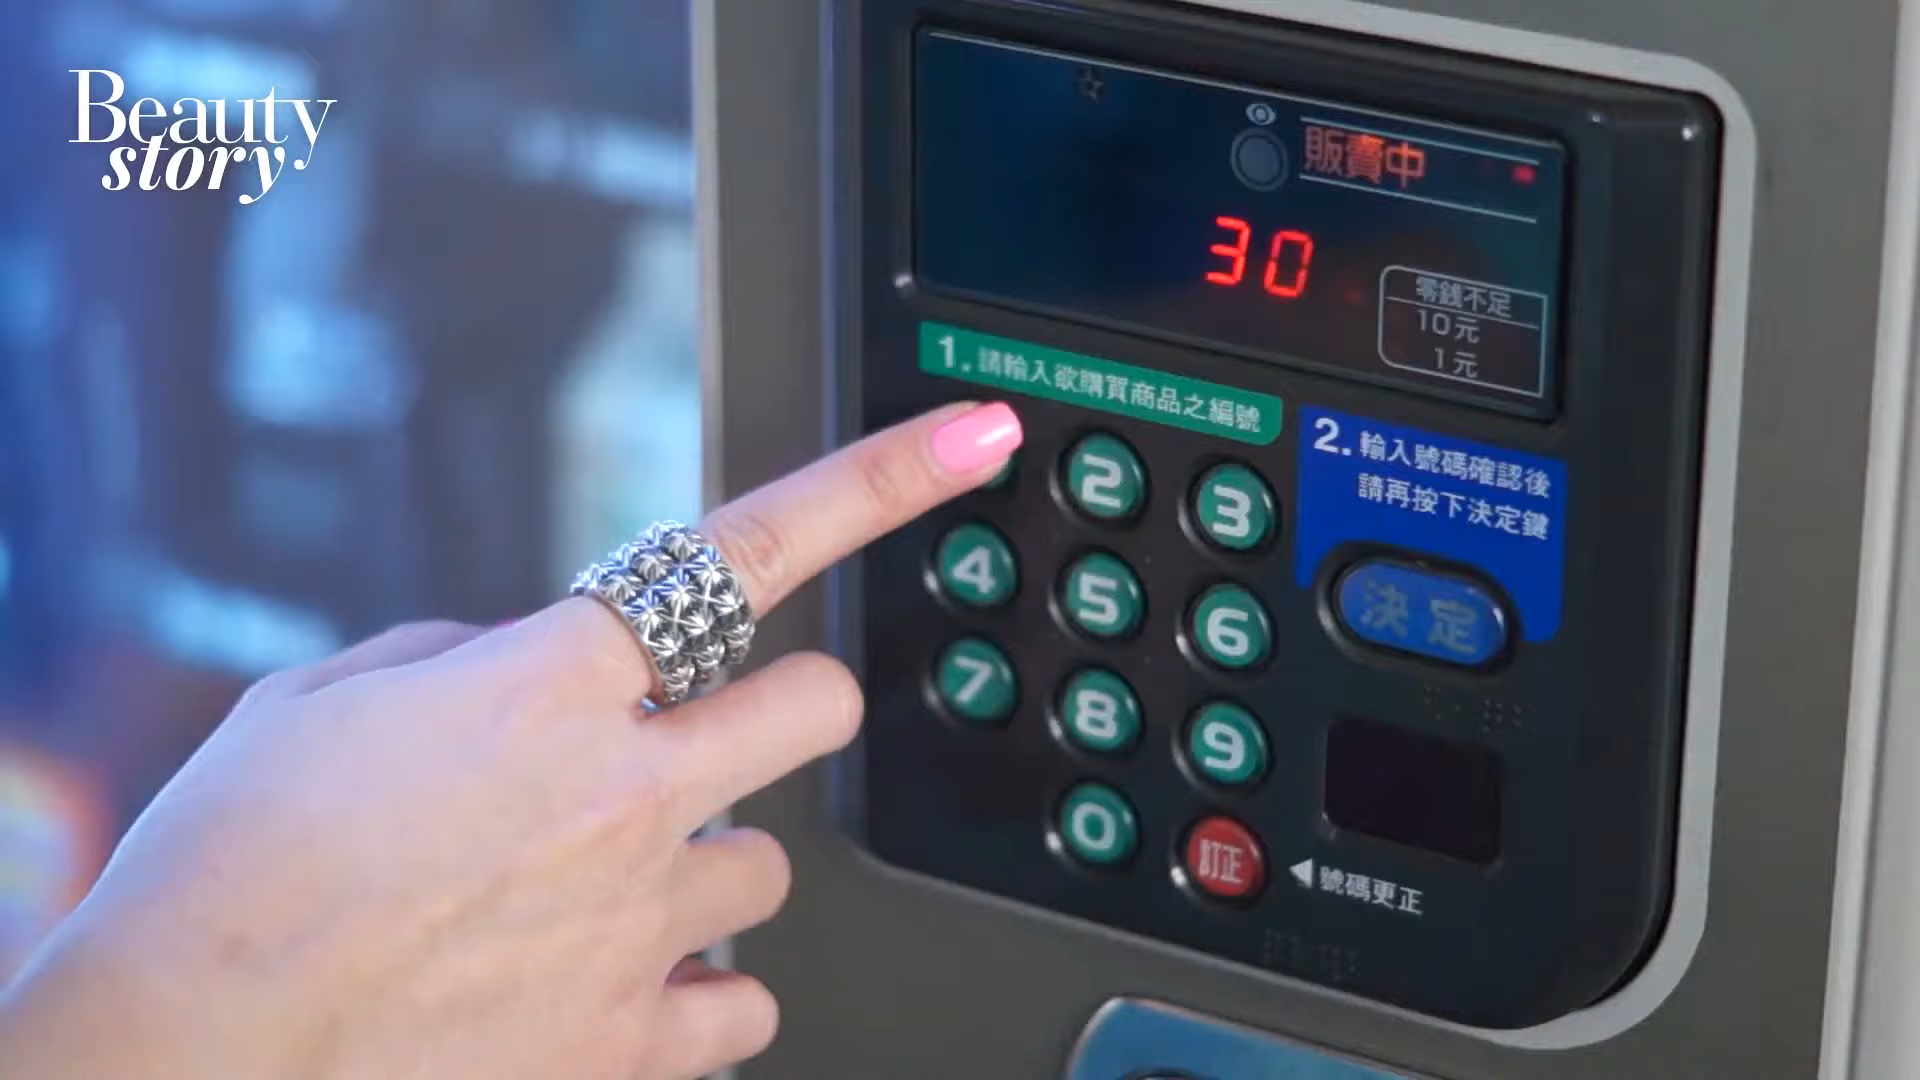 Beauty
story
販賣中
30
零錢不足
10元
1元
1. 請輸入欲購買商品之編號
2. 輸入號碼確認後
請再按下決定鍵
2
3
4
5
6
決定
7
8
9
0
訂正
號碼更正